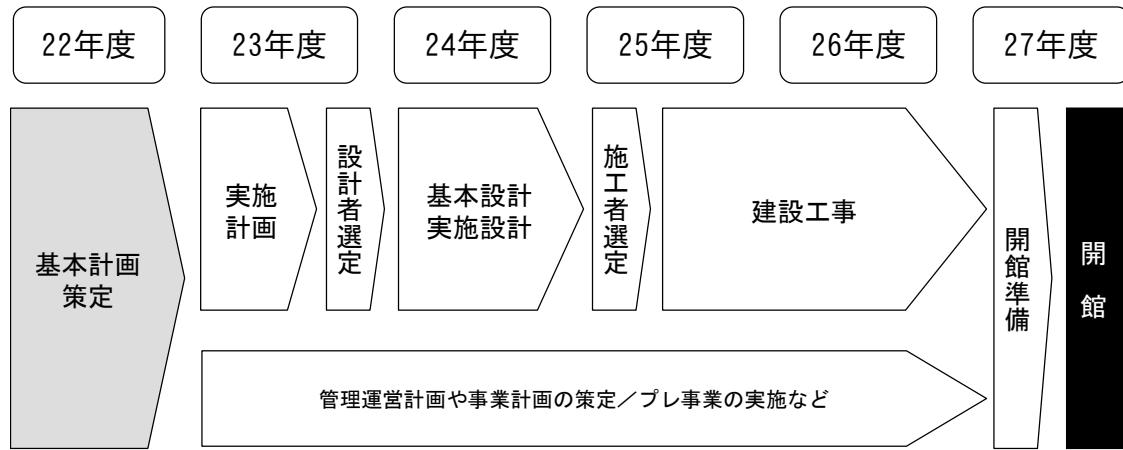 22年度
23年度
24年度
25年度
26年度
27年度
基本計画
策定
実施
計画
設計者選定
基本設計
実施設計
施工者選定
建設工事
管理運営計画や事業計画の策定／プレ事業の実施など
開館準備
開館